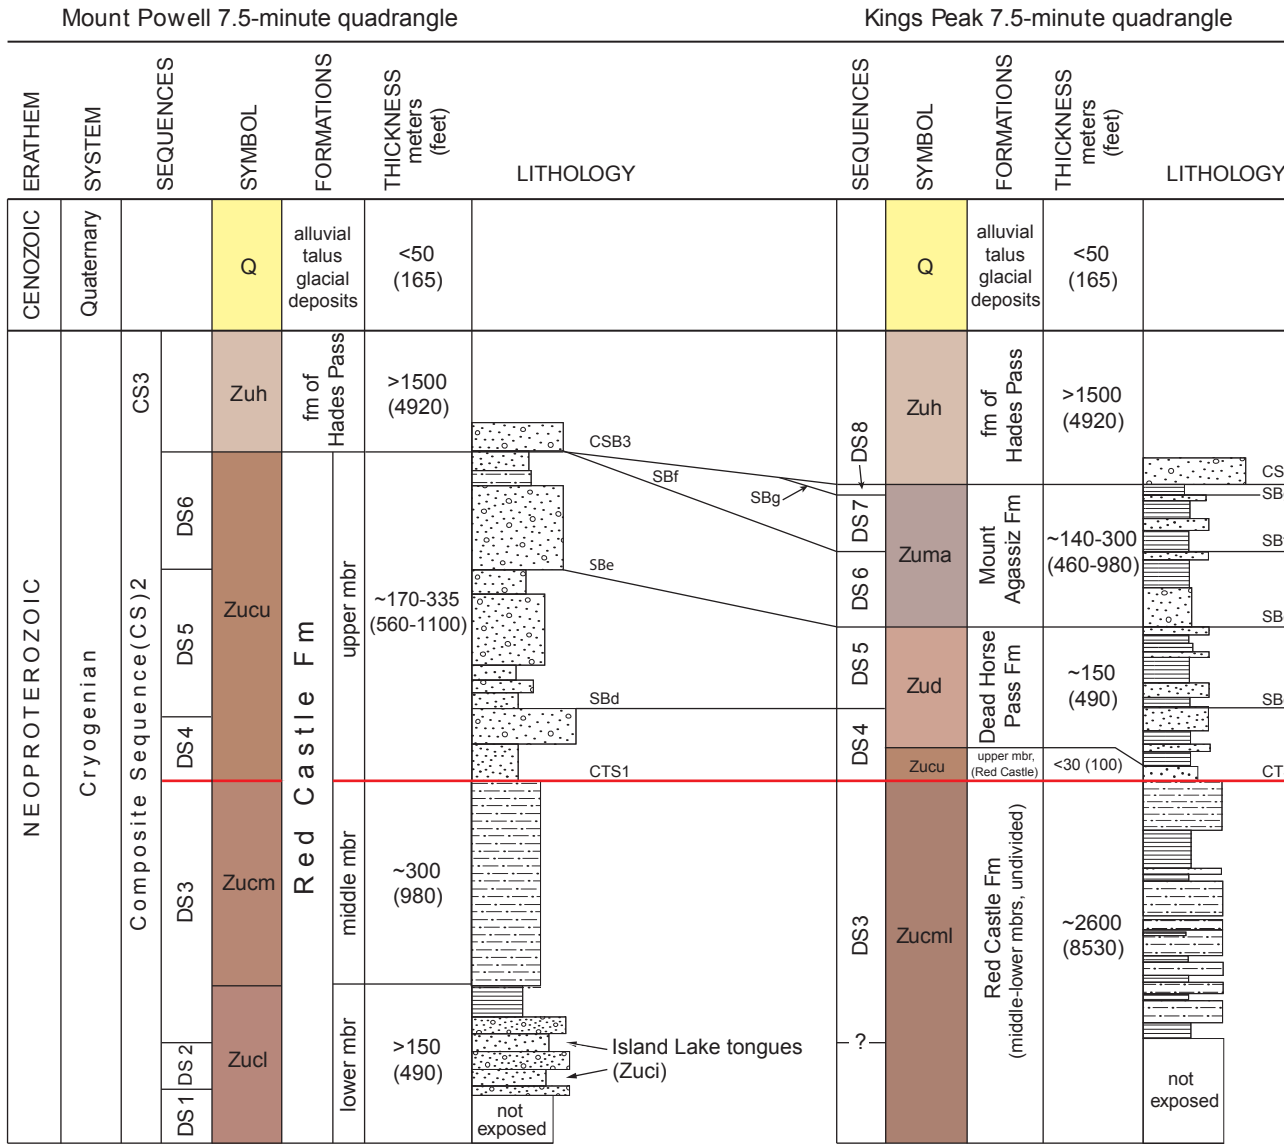 Mount Powell 7.5-minute quadrangle
Kings Peak 7.5-minute quadrangle
ERATHEM
SYSTEM
SEQUENCES
SYMBOL
FORMATIONS
THICKNESS
meters
(feet)
LITHOLOGY
SEQUENCES
SYMBOL
FORMATIONS
THICKNESS
meters
(feet)
LITHOLOGY
CENOZOIC
Quaternary
Q
alluvial
talus
glacial
deposits
<50
(165)
Q
alluvial
talus
glacial
deposits
<50
(165)
NEOPROTEROZOIC
Cryogenian
Composite Sequence(CS)2
CS3
DS6
DS5
DS4
DS3
DS2
DS1
Zuh
Zucu
Zucm
Zucl
fm of
Hades Pass
Red Castle Fm
upper mbr
middle mbr
lower mbr
>1500
(4920)
~170-335
(560-1100)
~300
(980)
>150
(490)
not
exposed
Island Lake tongues
(Zuci)
CSB3
SBf
SBg
SBe
SBd
CTS1
DS8
DS7
DS6
DS5
DS4
DS3
?
Zuh
Zuma
Zud
Zucu
Zucml
fm of
Hades Pass
Mount
Agassiz Fm
Dead Horse
Pass Fm
upper mbr,
(Red Castle)
Red Castle Fm
(middle-lower mbrs, undivided)
>1500
(4920)
~140-300
(460-980)
~150
(490)
<30 (100)
~2600
(8530)
not
exposed
CS
SB
SB
SB
SB
CT